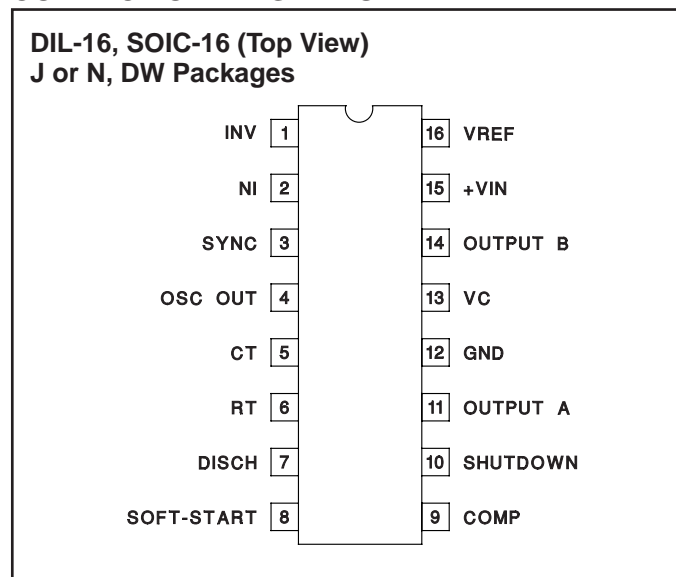 DIL-16, SOIC-16 (Top View)
J or N, DW Packages
INV 1 16 VREF
NI 2 15 +VIN
SYNC 3 14 OUTPUT B
OSC OUT 4 13 VC
CT 5 12 GND
RT 6 11 OUTPUT A
DISCH 7 10 SHUTDOWN
SOFT-START 8 9 COMP